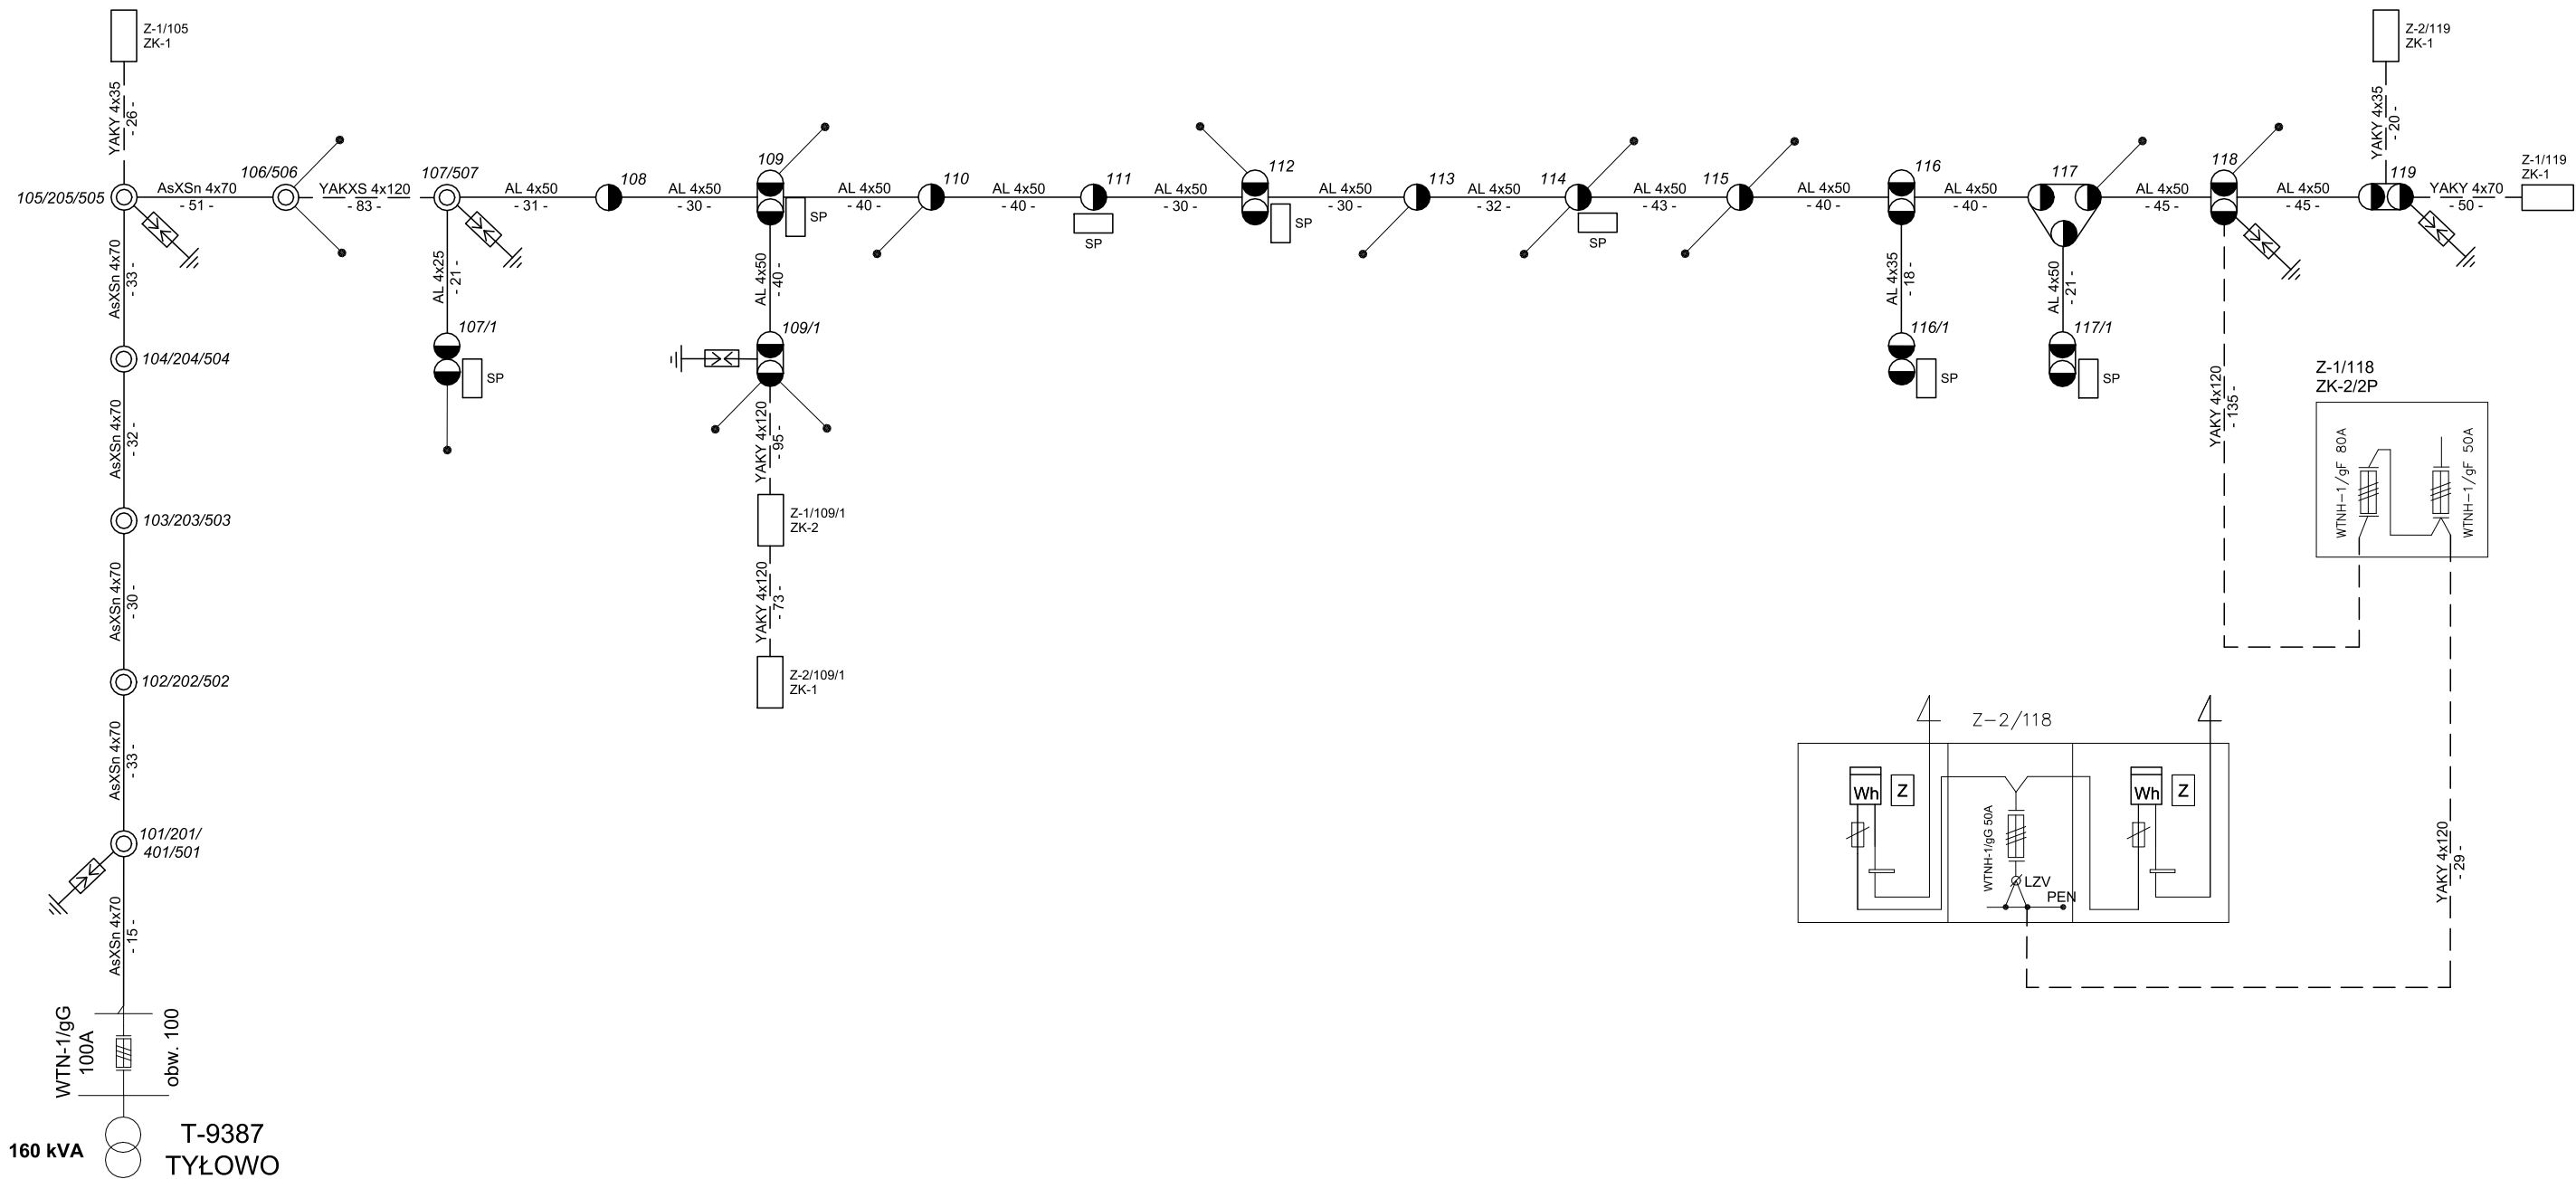 Z-1/105
ZK-1
YAKY 4x35
- 26 -
105/205/505
AsXSn 4x70
- 51 -
106/506
YAKXS 4x120
- 83 -
107/507
AL 4x50
- 31 -
108
AL 4x50
- 30 -
109
SP
AL 4x50
- 40 -
110
AL 4x50
- 40 -
111
SP
AL 4x50
- 30 -
112
SP
AL 4x50
- 30 -
113
AL 4x50
- 32 -
114
SP
AL 4x50
- 43 -
115
AL 4x50
- 40 -
116
AL 4x50
- 40 -
117
AL 4x50
- 45 -
118
AL 4x50
- 45 -
119
Z-2/119
ZK-1
YAKY 4x35
- 20 -
YAKY 4x70
- 50 -
Z-1/119
ZK-1
AsXSn 4x70
- 33 -
104/204/504
AsXSn 4x70
- 32 -
103/203/503
AsXSn 4x70
- 30 -
102/202/502
AsXSn 4x70
- 33 -
101/201/
401/501
AsXSn 4x70
- 15 -
WTN-1/gG
100A
obw. 100
160 kVA
T-9387
TYŁOWO
AL 4x25
- 21 -
107/1
SP
AL 4x50
- 40 -
109/1
YAKY 4x120
- 95 -
Z-1/109/1
ZK-2
YAKY 4x120
- 73 -
Z-2/109/1
ZK-1
AL 4x35
- 18 -
116/1
SP
AL 4x50
- 21 -
117/1
SP
YAKY 4x120
- 135 -
Z-1/118
ZK-2/2P
WTNH-1/gF 80A
WTNH-1/gF 50A
YAKY 4x120
- 29 -
Z-2/118
Wh
Z
WTNH-1/gG 50A
LZV
PEN
Wh
Z